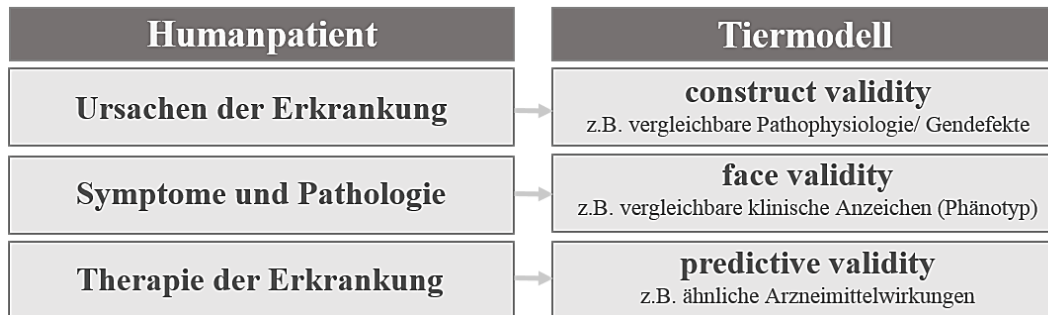 Humanpatient
Tiermodell
Ursachen der Erkrankung
construct validity
z.B. vergleichbare Pathophysiologie/ Gendefekte
Symptome und Pathologie
face validity
z.B. vergleichbare klinische Anzeichen (Phänotyp)
Therapie der Erkrankung
predictive validity
z.B. ähnliche Arzneimittelwirkungen